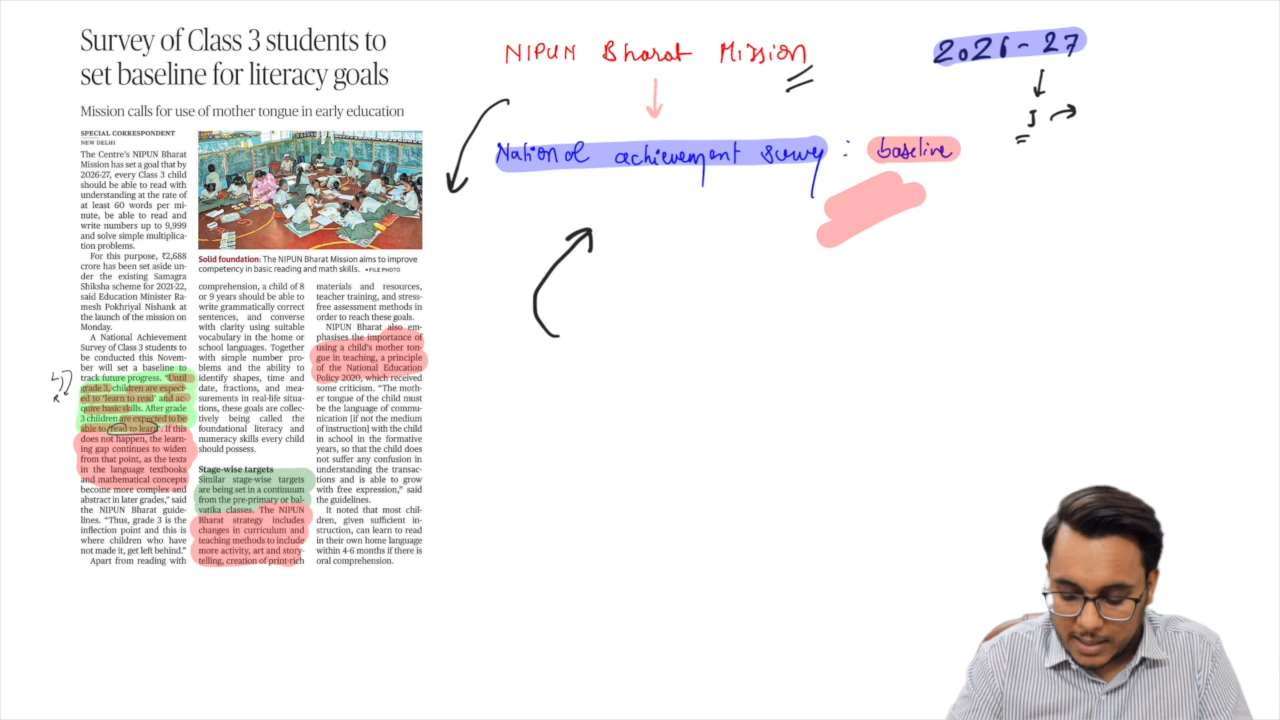 Survey of Class 3 students to
set baseline for literacy goals
Mission calls for use of mother tongue in early education
SPECIAL CORRESPONDENT
NEW DELHI
The Centre's NIPUN Bharat
Mission has set a goal that by
2026-27, every Class 3 child
should be able to read with
understanding at the rate of
at least 60 words per mi-
nute, be able to read and
write numbers up to 9,999
and solve simple multiplica-
tion problems.
For this purpose, ₹2,688
crore has been set aside un-
der the existing Samagra
Shiksha scheme for 2021-22,
said Education Minister Ra-
mesh Pokhriyal Nishank at
the launch of the mission on
Monday.
A National Achievement
Survey of Class 3 students to
be conducted this Novem-
ber will set a baseline to
track future progress. "Until
grade 3, children are expect-
ed to 'learn to read' and ac-
quire basic skills. After grade
3 children are expected to be
able to 'read to learn'. If this
does not happen, the learn-
ing gap continues to widen
from that point, as the texts
in the language textbooks
and mathematical concepts
become more complex and
abstract in later grades," said
the NIPUN Bharat guide-
lines. "Thus, grade 3 is the
inflection point and this is
where children who have
not made it, get left behind."
Apart from reading with
Solid foundation: The NIPUN Bharat Mission aims to improve
competency in basic reading and math skills. • FILE PHOTO
comprehension, a child of 8
or 9 years should be able to
write grammatically correct
sentences, and converse
with clarity using suitable
vocabulary in the home or
school languages. Together
with simple number pro-
blems and the ability to
identify shapes, time and
date, fractions, and mea-
surements in real-life situa-
tions, these goals are collec-
tively being called the
foundational literacy and
numeracy skills every child
should possess.
Stage-wise targets
Similar stage-wise targets
are being set in a continuum
from the pre-primary or bal-
vatika classes. The NIPUN
Bharat strategy includes
changes in curriculum and
teaching methods to include
more activity, art and story-
telling, creation of print-rich
materials and resources,
teacher training, and stress-
free assessment methods in
order to reach these goals.
NIPUN Bharat also em-
phasises the importance of
using a child's mother ton-
gue in teaching, a principle
of the National Education
Policy 2020, which received
some criticism. "The moth-
er tongue of the child must
be the language of commu-
nication [if not the medium
of instruction] with the child
in school in the formative
years, so that the child does
not suffer any confusion in
understanding the transac-
tions and is able to grow
with free expression," said
the guidelines.
It noted that most chil-
dren, given sufficient in-
struction, can learn to read
in their own home language
within 4-6 months if there is
oral comprehension.
NIPUN Bharat Mission
National achievement survey : baseline
2026-27